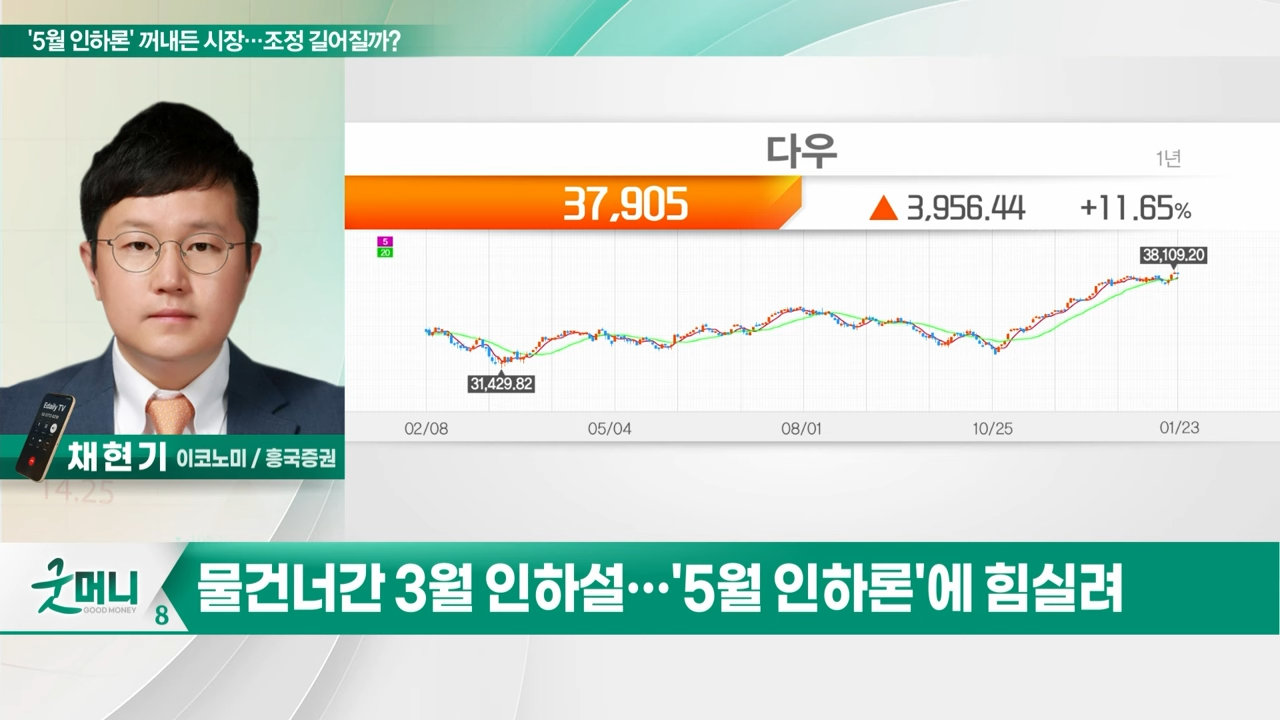 '5월 인하론' 꺼내든 시장…조정 길어질까?
다우
1년
37,905
▲ 3,956.44
+11.65%
5
20
38,109.20
31,429.82
02/08
05/04
08/01
10/25
01/23
Edaily TV
채현기 이코노미 / 흥국증권
14.25
굿머니
GOOD MONEY
8
물건너간 3월 인하설…'5월 인하론'에 힘실려